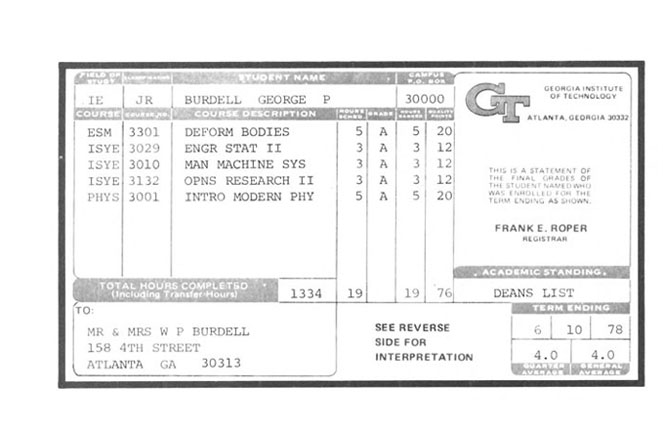 FIELD OF STUDY CLASSIFICATION STUDENT NAME CAMPUS P.O. BOX
IE JR BURDELL GEORGE P 30000
COURSE COURSE NO. COURSE DESCRIPTION HOURS SCHED. GRADE HOURS EARNED QUALITY POINTS
ESM 3301 DEFORM BODIES 5 A 5 20
ISYE 3029 ENGR STAT II 3 A 3 12
ISYE 3010 MAN MACHINE SYS 3 A 3 12
ISYE 3132 OPNS RESEARCH II 3 A 3 12
PHYS 3001 INTRO MODERN PHY 5 A 5 20
TOTAL HOURS COMPLETED
(Including Transfer Hours)
1334 19 19 76
GT
GEORGIA INSTITUTE
OF TECHNOLOGY
ATLANTA, GEORGIA 30332
THIS IS A STATEMENT OF
THE FINAL GRADES OF
THE STUDENT NAMED WHO
WAS ENROLLED FOR THE
TERM ENDING AS SHOWN.
FRANK E. ROPER
REGISTRAR
ACADEMIC STANDING
DEANS LIST
TO:
MR & MRS W P BURDELL
158 4TH STREET
ATLANTA GA 30313
SEE REVERSE
SIDE FOR
INTERPRETATION
TERM ENDING
6 10 78
4.0 4.0
QUARTER AVERAGE GENERAL AVERAGE